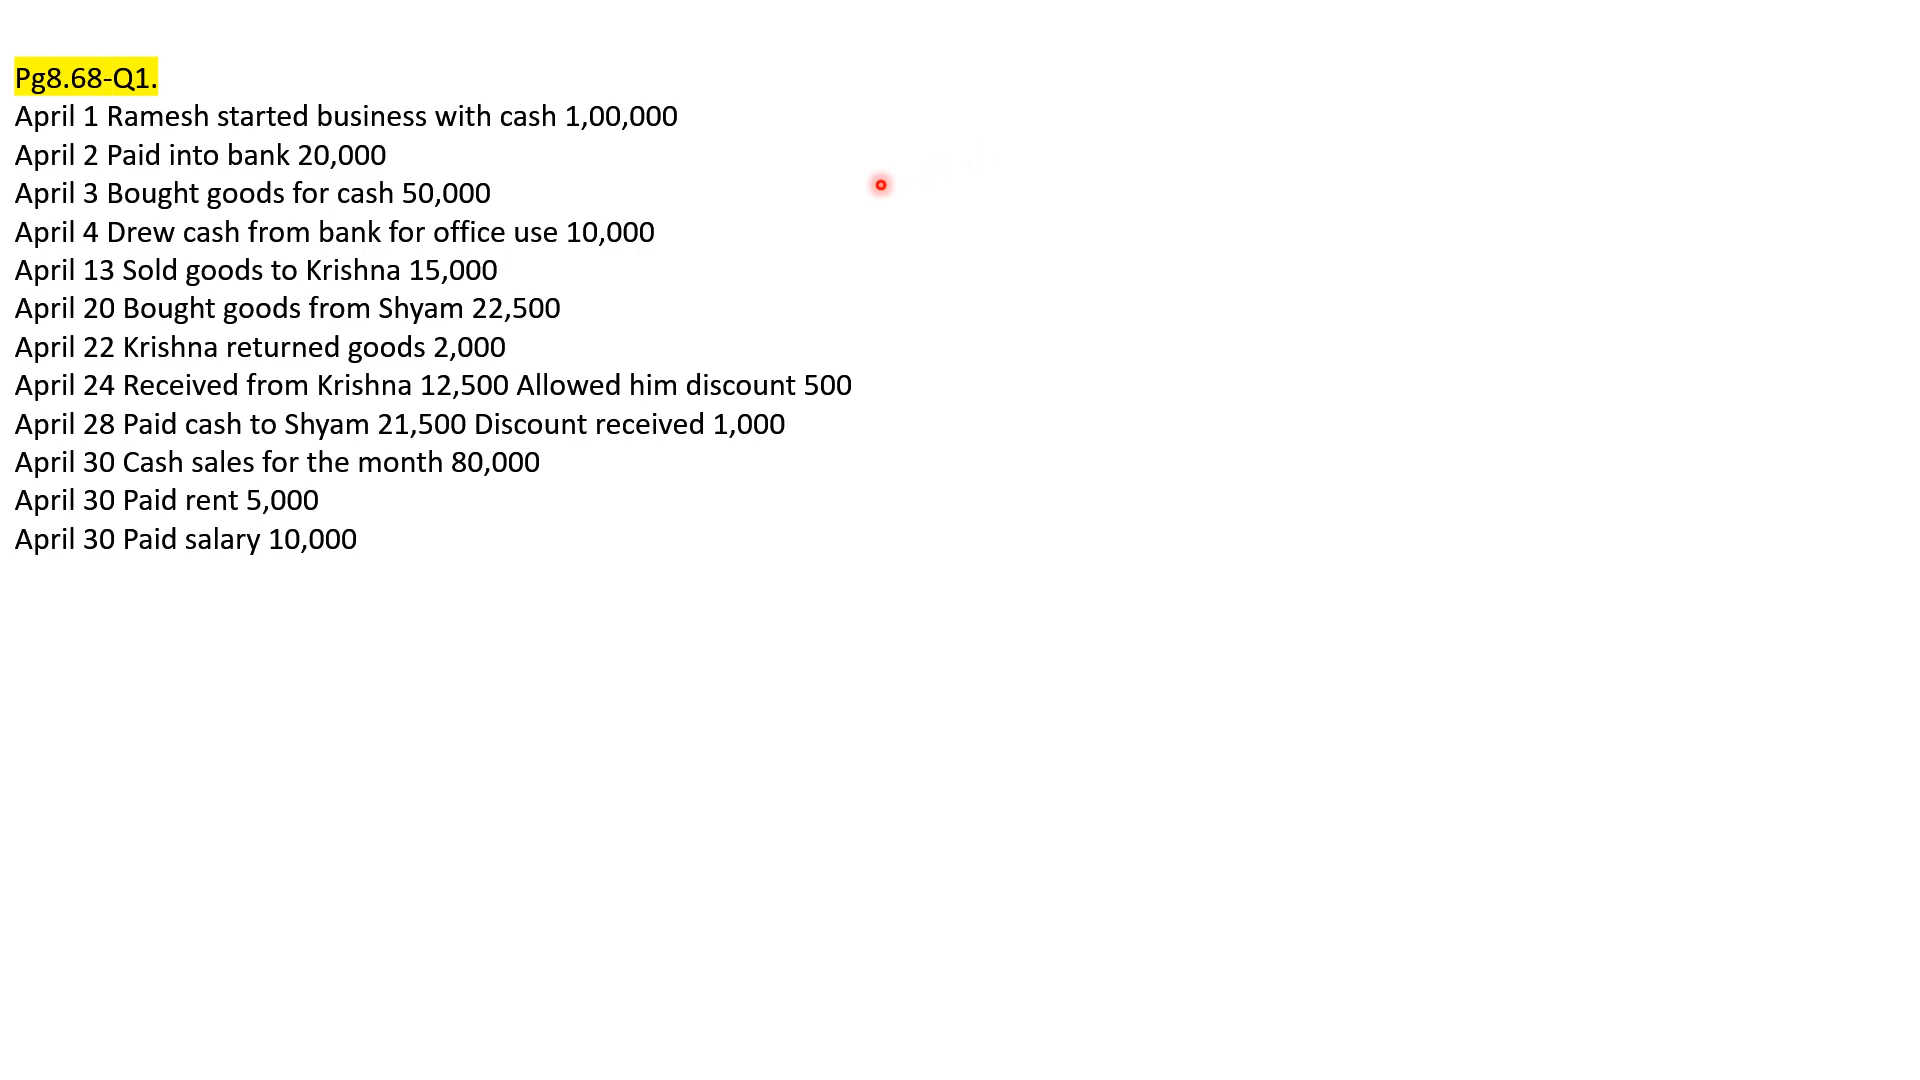 Pg8.68-Q1.
April 1 Ramesh started business with cash 1,00,000
April 2 Paid into bank 20,000
April 3 Bought goods for cash 50,000
April 4 Drew cash from bank for office use 10,000
April 13 Sold goods to Krishna 15,000
April 20 Bought goods from Shyam 22,500
April 22 Krishna returned goods 2,000
April 24 Received from Krishna 12,500 Allowed him discount 500
April 28 Paid cash to Shyam 21,500 Discount received 1,000
April 30 Cash sales for the month 80,000
April 30 Paid rent 5,000
April 30 Paid salary 10,000